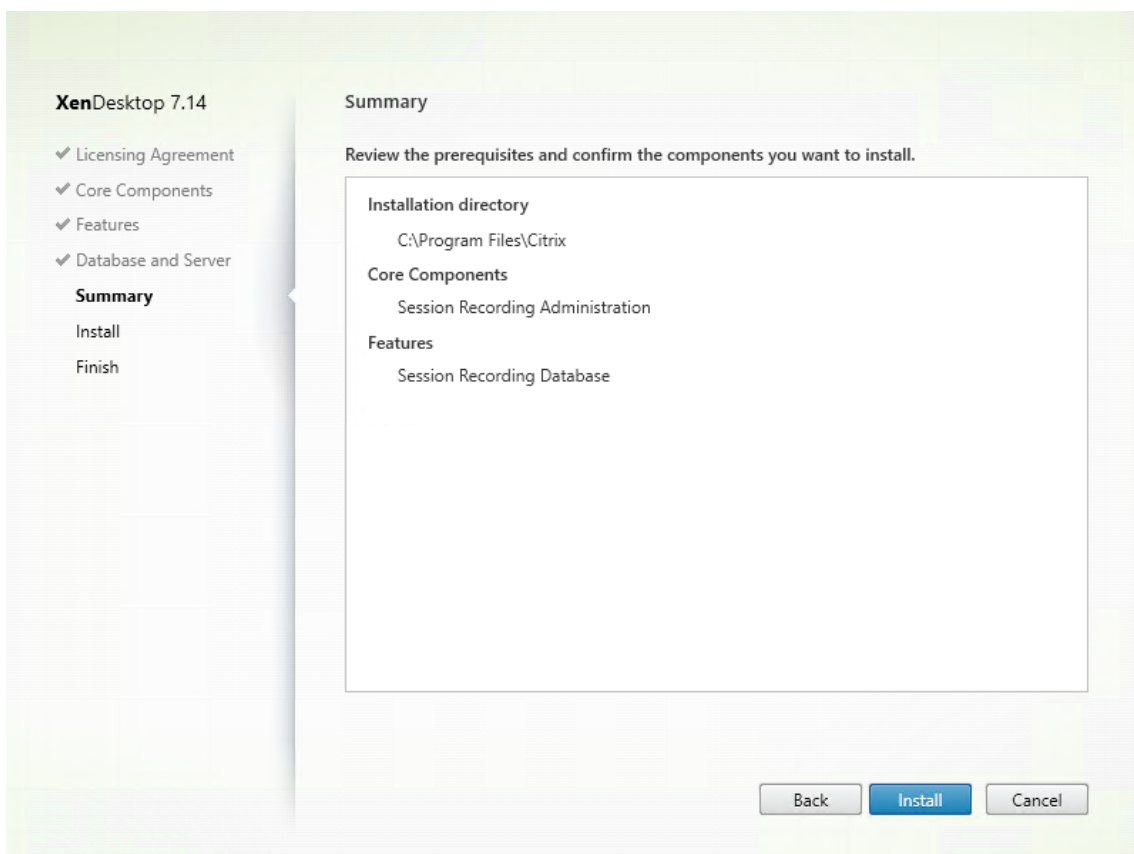 XenDesktop 7.14
Licensing Agreement
Core Components
Features
Database and Server
Summary
Install
Finish
Summary
Review the prerequisites and confirm the components you want to install.
Installation directory
C:\Program Files\Citrix
Core Components
Session Recording Administration
Features
Session Recording Database
Back
Install
Cancel